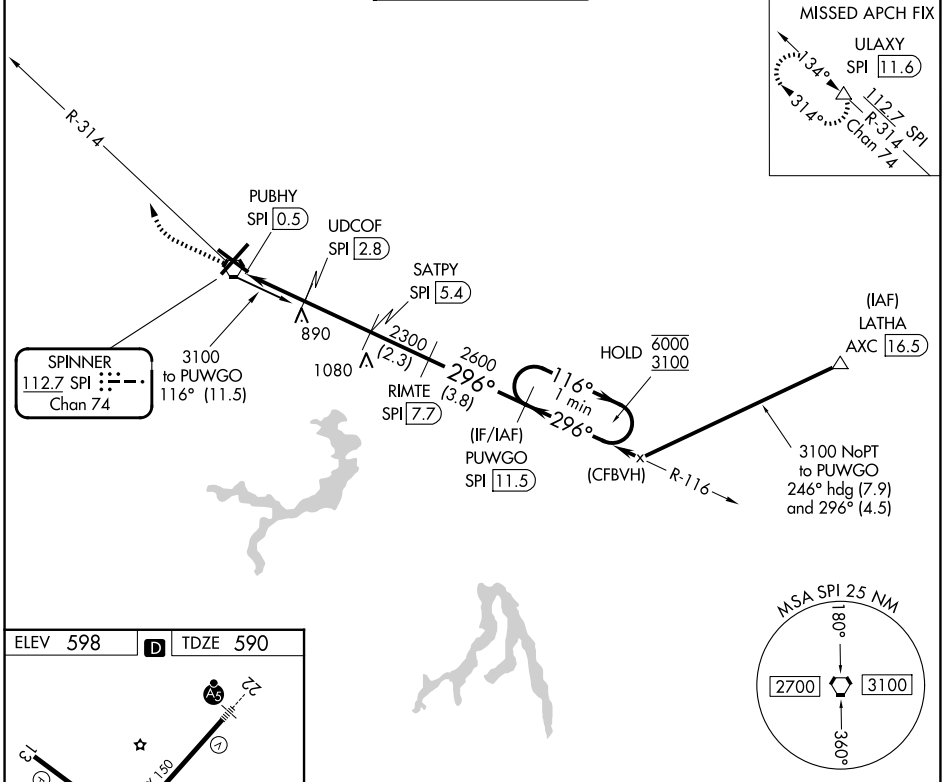 MISSED APCH FIX
ULAXY
SPI 11.6
134°
314°
112.7 SPI
R-314
Chan 74
R-314
PUBHY
SPI 0.5
UDCOF
SPI 2.8
SATPY
SPI 5.4
(IAF)
LATHA
AXC 16.5
HOLD 6000
3100
890
2300
(2.3)
1080
2600
296°
(3.8)
116°
1 min
296°
SPINNER
112.7 SPI
Chan 74
3100
to PUWGO
116° (11.5)
RIMTE
SPI 7.7
(IF/IAF)
PUWGO
SPI 11.5
(CFBVH)
R-116
3100 NoPT
to PUWGO
246° hdg (7.9)
and 296° (4.5)
MSA SPI 25 NM
180°
2700
3100
360°
ELEV 598
D
TDZE 590
A5
22
V
13
X 150